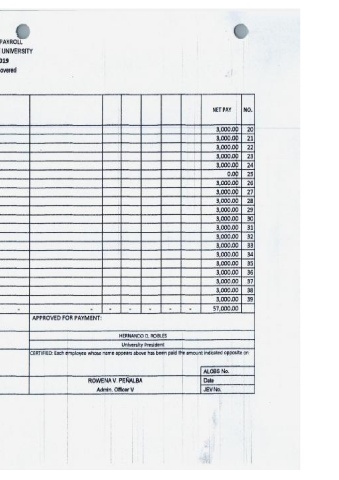 PAYROLL
UNIVERSITY
019
overed
NET PAY NO.
3,000.00 20
3,000.00 21
3,000.00 22
3,000.00 23
3,000.00 24
0.00 25
3,000.00 26
3,000.00 27
3,000.00 28
3,000.00 29
3,000.00 30
3,000.00 31
3,000.00 32
3,000.00 33
3,000.00 34
3,000.00 35
3,000.00 36
3,000.00 37
3,000.00 38
3,000.00 39
- - - - - - - 57,000.00
APPROVED FOR PAYMENT:
HERNANDO D. ROBLES
University President
CERTIFIED: Each employee whose name appears above has been paid the amount indicated opposite on
ALOBS No.
ROWENA V. PEÑALBA Date
Admin. Officer V JEV No.